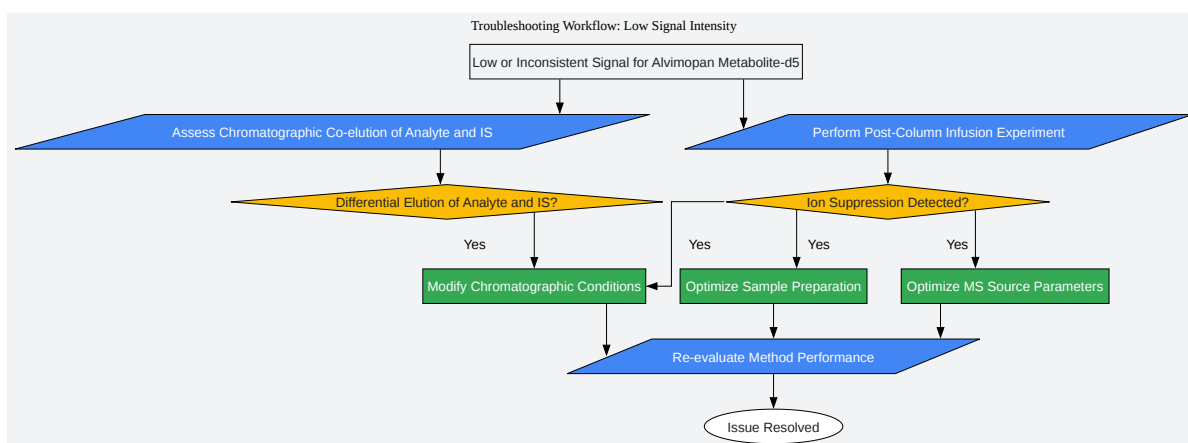 Troubleshooting Workflow: Low Signal Intensity
Low or Inconsistent Signal for Alvimopan Metabolite-d5
Assess Chromatographic Co-elution of Analyte and IS
Perform Post-Column Infusion Experiment
Differential Elution of Analyte and IS?
Ion Suppression Detected?
Yes
Yes
Yes
Yes
Modify Chromatographic Conditions
Optimize Sample Preparation
Optimize MS Source Parameters
Re-evaluate Method Performance
Issue Resolved